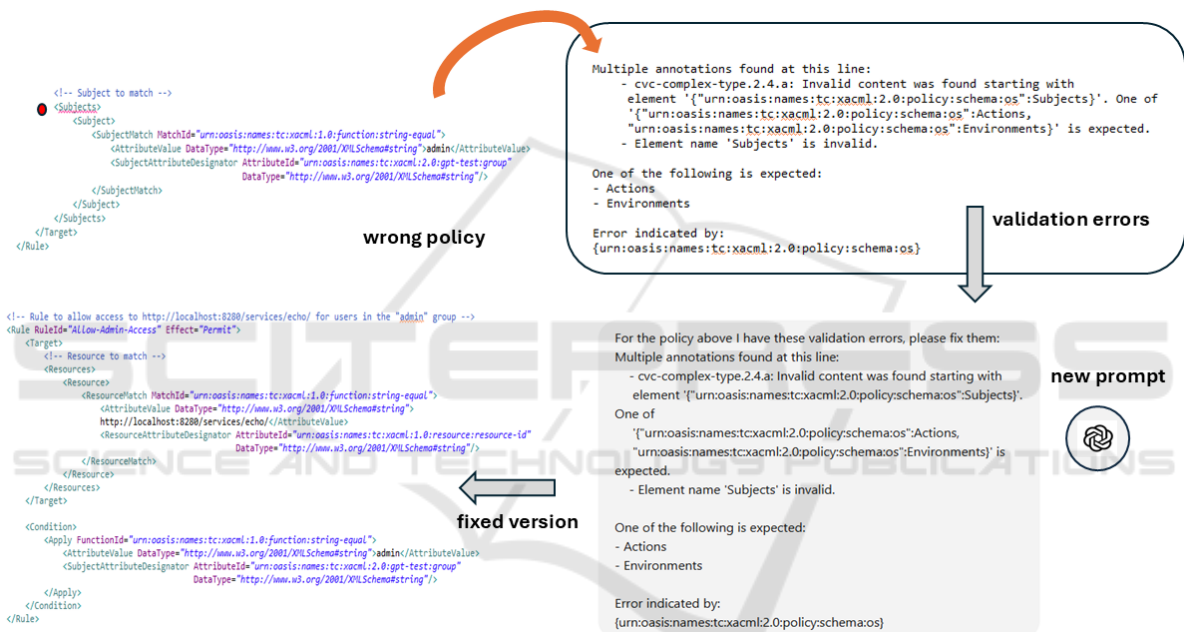 <!-- Subject to match -->
<Subjects>
<Subject>
<SubjectMatch MatchId="urn:oasis:names:tc:xacml:1.0:function:string-equal">
<AttributeValue DataType="http://www.w3.org/2001/XMLSchema#string">admin</AttributeValue>
<SubjectAttributeDesignator AttributeId="urn:oasis:names:tc:xacml:2.0:gpt-test:group"
DataType="http://www.w3.org/2001/XMLSchema#string"/>
</SubjectMatch>
</Subject>
</Subjects>
</Target>
</Rule>
wrong policy
Multiple annotations found at this line:
- cvc-complex-type.2.4.a: Invalid content was found starting with
element '{"urn:oasis:names:tc:xacml:2.0:policy:schema:os":Subjects}'. One of
'{"urn:oasis:names:tc:xacml:2.0:policy:schema:os":Actions,
"urn:oasis:names:tc:xacml:2.0:policy:schema:os":Environments}' is expected.
- Element name 'Subjects' is invalid.
One of the following is expected:
- Actions
- Environments
Error indicated by:
{urn:oasis:names:tc:xacml:2.0:policy:schema:os}
validation errors
<!-- Rule to allow access to http://localhost:8280/services/echo/ for users in the "admin" group -->
<Rule RuleId="Allow-Admin-Access" Effect="Permit">
<Target>
<!-- Resource to match -->
<Resources>
<Resource>
<ResourceMatch MatchId="urn:oasis:names:tc:xacml:1.0:function:string-equal">
<AttributeValue DataType="http://www.w3.org/2001/XMLSchema#string">
http://localhost:8280/services/echo/</AttributeValue>
<ResourceAttributeDesignator AttributeId="urn:oasis:names:tc:xacml:1.0:resource:resource-id"
DataType="http://www.w3.org/2001/XMLSchema#string"/>
</ResourceMatch>
</Resource>
</Resources>
</Target>
<Condition>
<Apply FunctionId="urn:oasis:names:tc:xacml:1.0:function:string-equal">
<AttributeValue DataType="http://www.w3.org/2001/XMLSchema#string">admin</AttributeValue>
<SubjectAttributeDesignator AttributeId="urn:oasis:names:tc:xacml:2.0:gpt-test:group"
DataType="http://www.w3.org/2001/XMLSchema#string"/>
</Apply>
</Condition>
</Rule>
fixed version
For the policy above I have these validation errors, please fix them:
Multiple annotations found at this line:
- cvc-complex-type.2.4.a: Invalid content was found starting with
element '{"urn:oasis:names:tc:xacml:2.0:policy:schema:os":Subjects}'.
One of
'{"urn:oasis:names:tc:xacml:2.0:policy:schema:os":Actions,
"urn:oasis:names:tc:xacml:2.0:policy:schema:os":Environments}' is
expected.
- Element name 'Subjects' is invalid.
One of the following is expected:
- Actions
- Environments
Error indicated by:
{urn:oasis:names:tc:xacml:2.0:policy:schema:os}
new prompt
SCITEPRESS
SCIENCE AND TECHNOLOGY PUBLICATIONS